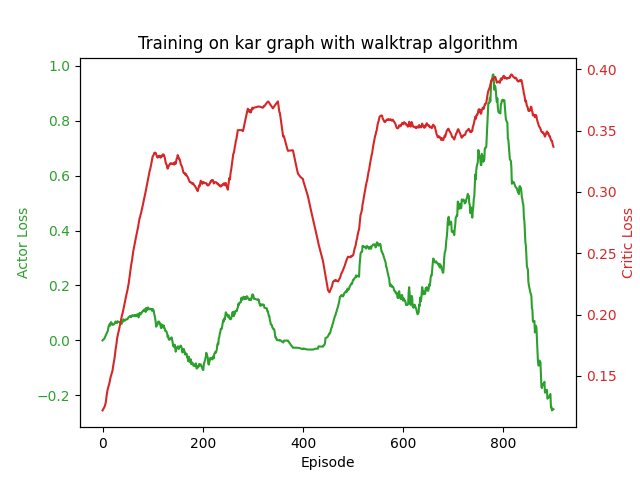 Training on kar graph with walktrap algorithm
1.0
0.8
0.6
0.4
0.2
0.0
−0.2
Actor Loss
0.40
0.35
0.30
0.25
0.20
0.15
Critic Loss
0 200 400 600 800
Episode